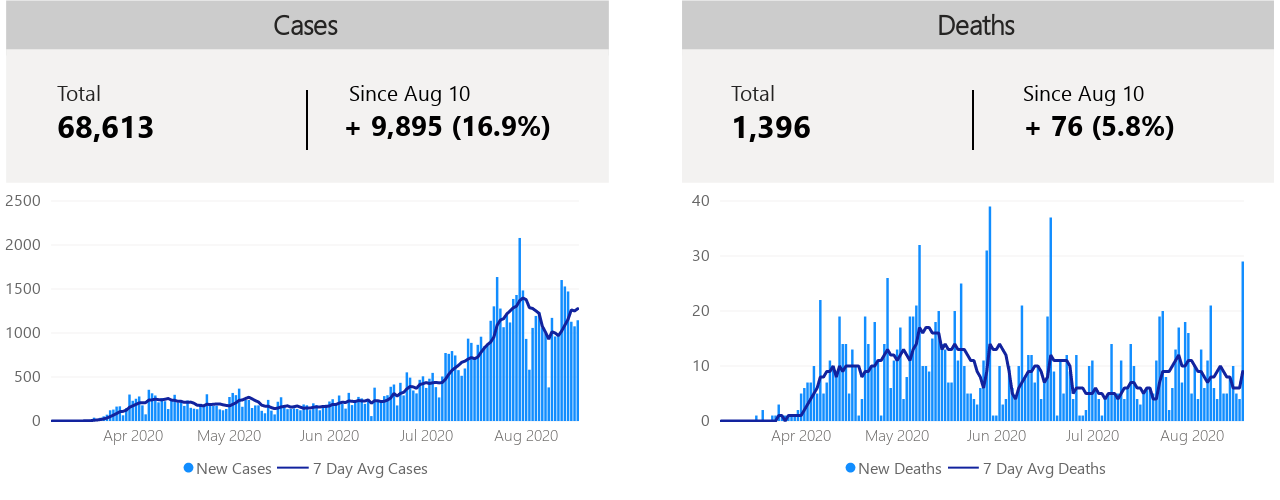 Cases
Total
68,613
Since Aug 10
+ 9,895 (16.9%)
2500
2000
1500
1000
500
0
Apr 2020 May 2020 Jun 2020 Jul 2020 Aug 2020
New Cases 7 Day Avg Cases
Deaths
Total
1,396
Since Aug 10
+ 76 (5.8%)
40
30
20
10
0
Apr 2020 May 2020 Jun 2020 Jul 2020 Aug 2020
New Deaths 7 Day Avg Deaths